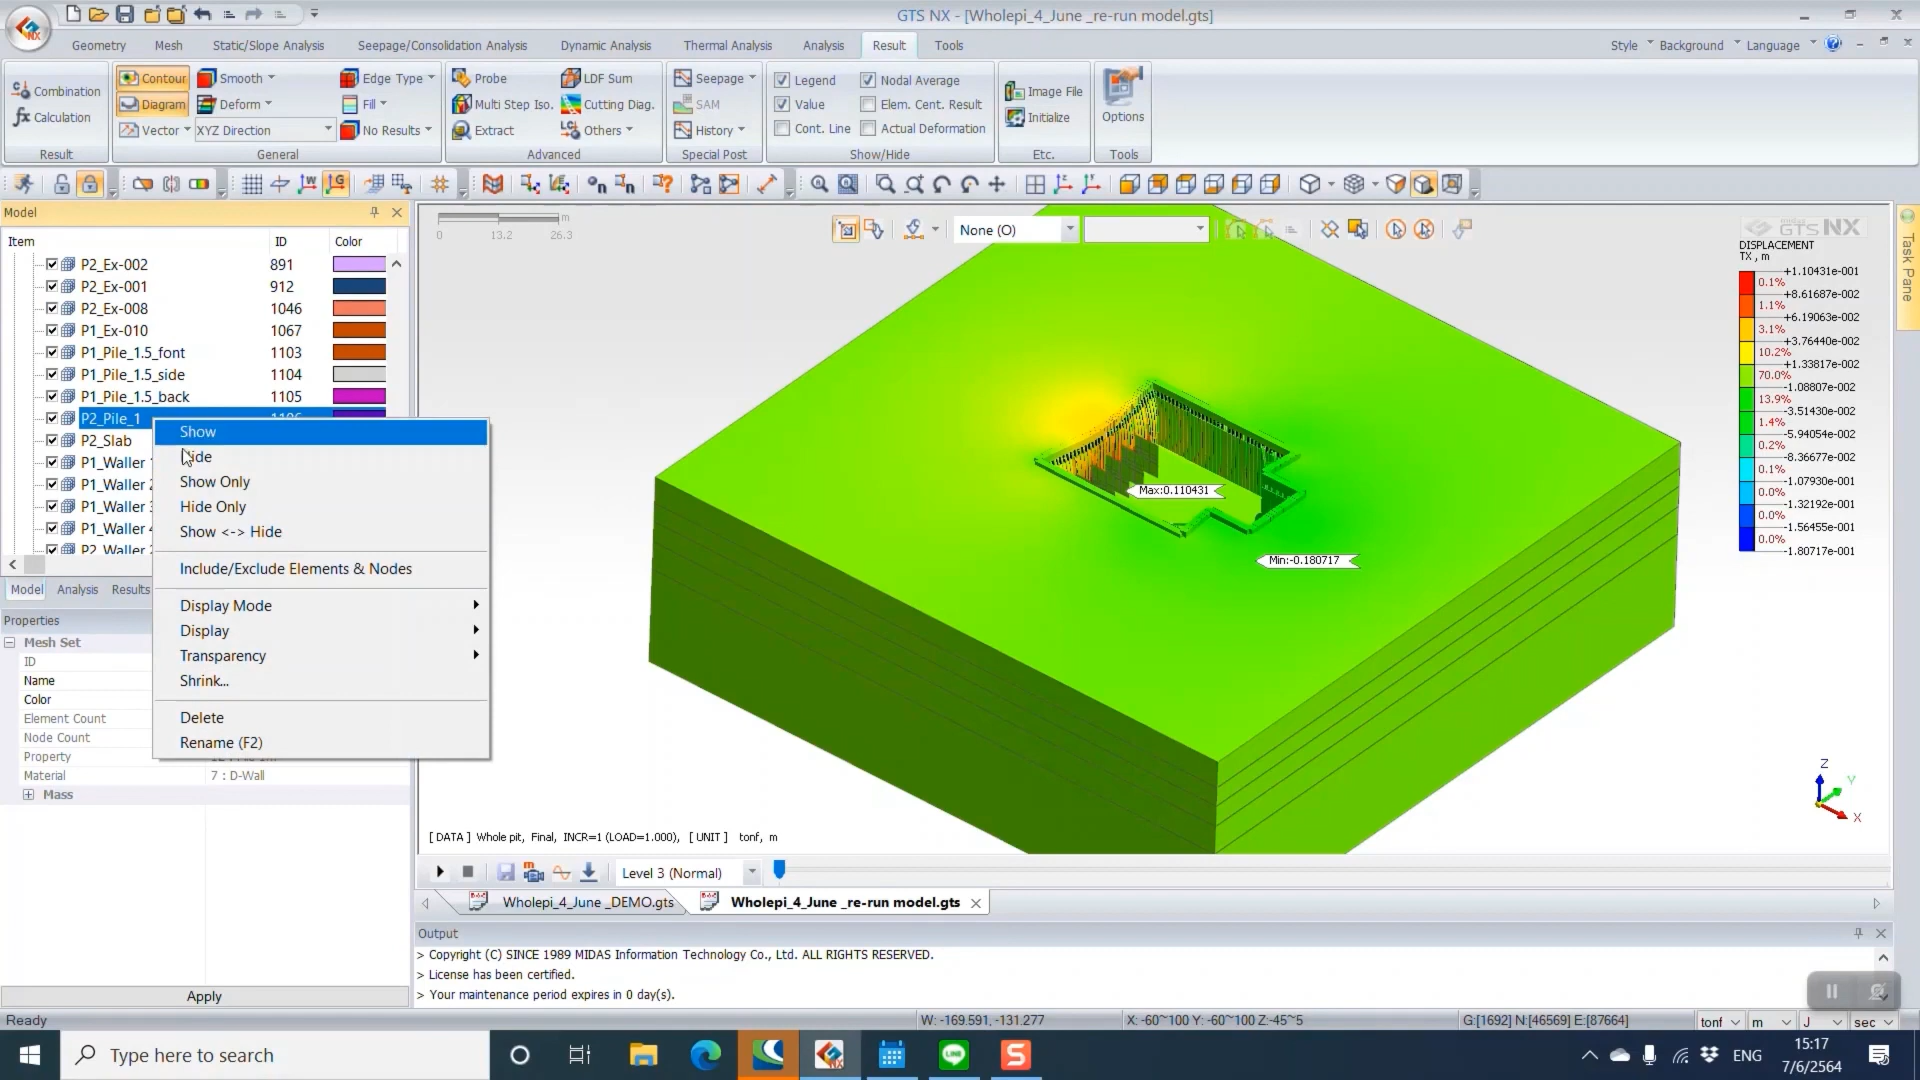 GTS NX - [Wholepi_4_June _re-run model.gts]
Geometry Mesh Static/Slope Analysis Seepage/Consolidation Analysis Dynamic Analysis Thermal Analysis Analysis Result Tools
Style Background Language
Combination
Calculation
Result
Contour Smooth Edge Type
Diagram Deform Fill
Vector XYZ Direction No Results
General
Probe LDF Sum
Multi Step Iso. Cutting Diag.
Extract Others
Advanced
Seepage
SAM
History
Special Post
Legend Nodal Average
Value Elem. Cent. Result
Cont. Line Actual Deformation
Show/Hide
Image File
Initialize
Etc.
Options
Tools
Model
Item ID Color
P2_Ex-002 891
P2_Ex-001 912
P2_Ex-008 1046
P1_Ex-010 1067
P1_Pile_1.5_font 1103
P1_Pile_1.5_side 1104
P1_Pile_1.5_back 1105
P2_Pile_1 1106
P2_Slab
P1_Waller
P1_Waller 2
P1_Waller 3
P1_Waller 4
P2_Waller 2
Show
Hide
Show Only
Hide Only
Show <-> Hide
Include/Exclude Elements & Nodes
Display Mode
Display
Transparency
Shrink...
Delete
Rename (F2)
Model Analysis Results
Properties
Mesh Set
ID
Name
Color
Element Count
Node Count
Property
Material 7 : D-Wall
Mass
Apply
m
0 13.2 26.3
None (O)
GTS NX
DISPLACEMENT
TX , m
+1.10431e-001
0.1%
+8.61687e-002
1.1%
+6.19063e-002
3.1%
+3.76440e-002
10.2%
+1.33817e-002
70.0%
-1.08807e-002
13.9%
-3.51430e-002
1.4%
-5.94054e-002
0.2%
-8.36677e-002
0.1%
-1.07930e-001
0.0%
-1.32192e-001
0.0%
-1.56455e-001
0.0%
-1.80717e-001
Max:0.110431
Min:-0.180717
Z
Y
X
[ DATA ] Whole pit, Final, INCR=1 (LOAD=1.000), [ UNIT ] tonf, m
Level 3 (Normal)
Wholepi_4_June _DEMO.gts Wholepi_4_June _re-run model.gts
Output
> Copyright (C) SINCE 1989 MIDAS Information Technology Co., Ltd. ALL RIGHTS RESERVED.
> License has been certified.
> Your maintenance period expires in 0 day(s).
Task Pane
Ready W: -169.591, -131.277 X: -60~100 Y: -60~100 Z:-45~5 G:[1692] N:[46569] E:[87664] tonf m J sec
Type here to search
ENG
15:17
7/6/2564